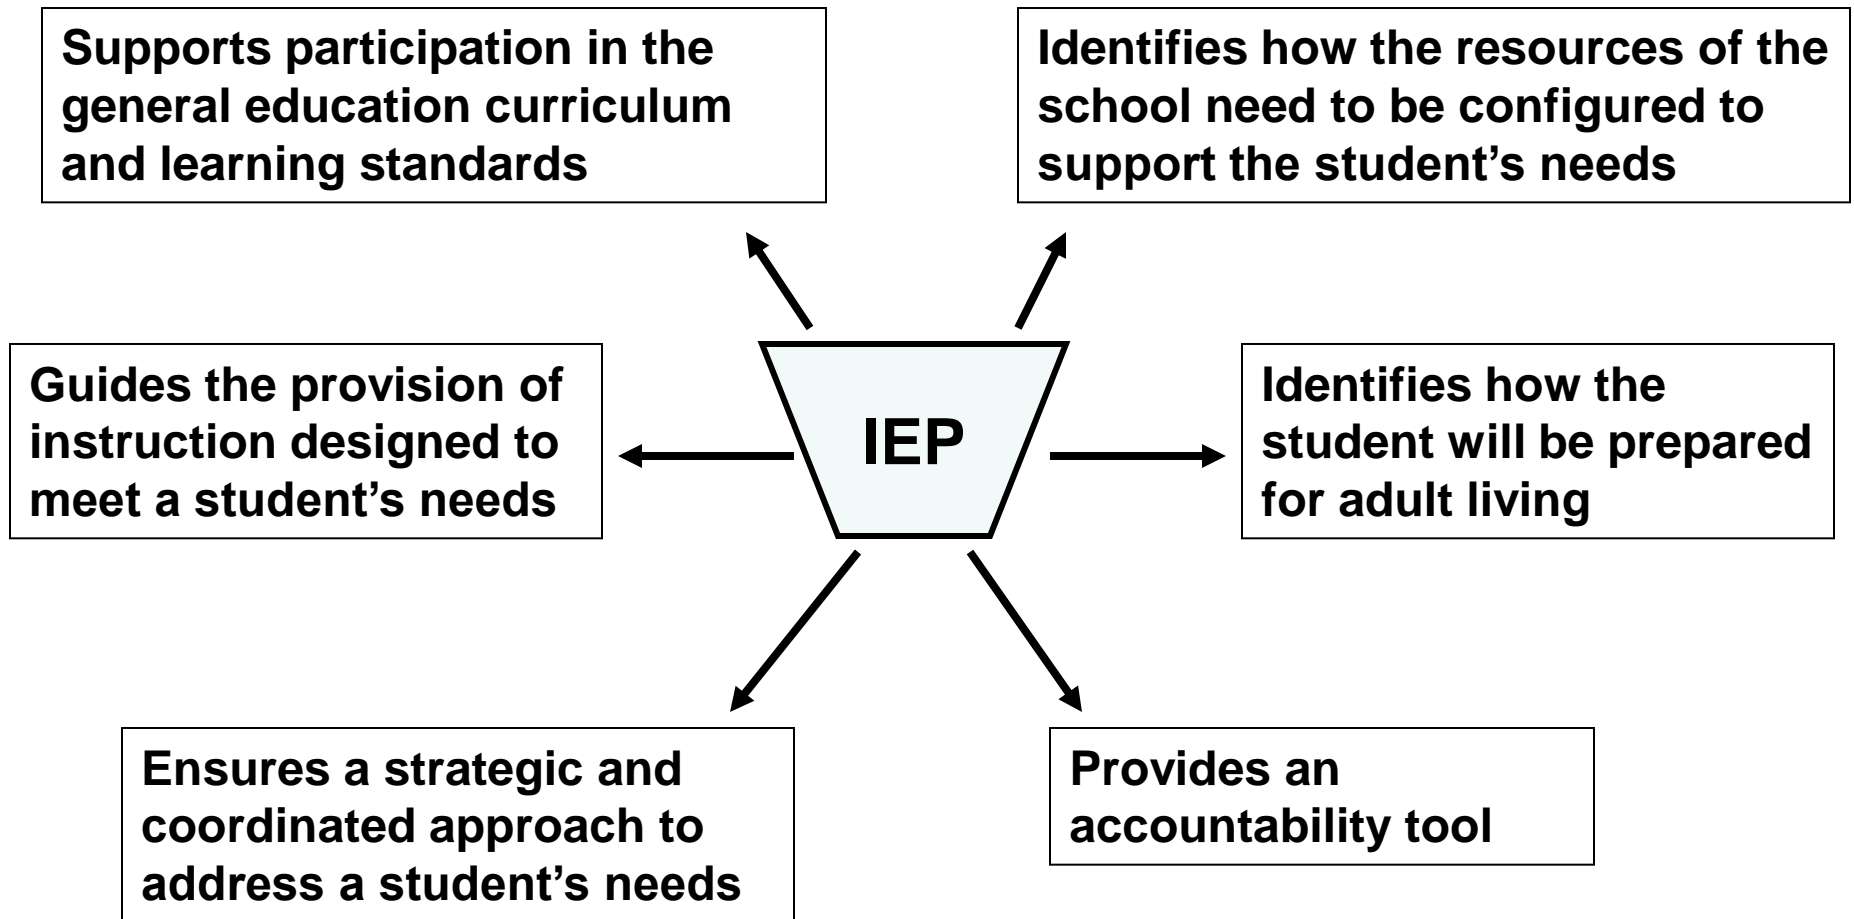 Supports participation in the
general education curriculum
and learning standards
Identifies how the resources of the
school need to be configured to
support the student’s needs
Guides the provision of
instruction designed to
meet a student’s needs
IEP
Identifies how the
student will be prepared
for adult living
Ensures a strategic and
coordinated approach to
address a student’s needs
Provides an
accountability tool